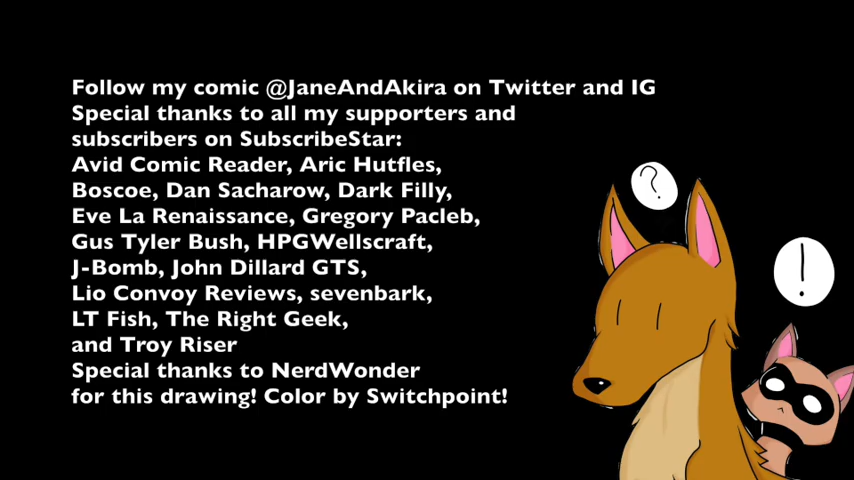 Follow my comic @JaneAndAkira on Twitter and IG
Special thanks to all my supporters and
subscribers on SubscribeStar:
Avid Comic Reader, Aric Hutfles,
Boscoe, Dan Sacharow, Dark Filly,
Eve La Renaissance, Gregory Pacleb,
Gus Tyler Bush, HPGWellscraft,
J-Bomb, John Dillard GTS,
Lio Convoy Reviews, sevenbark,
LT Fish, The Right Geek,
and Troy Riser
Special thanks to NerdWonder
for this drawing! Color by Switchpoint!
?
!